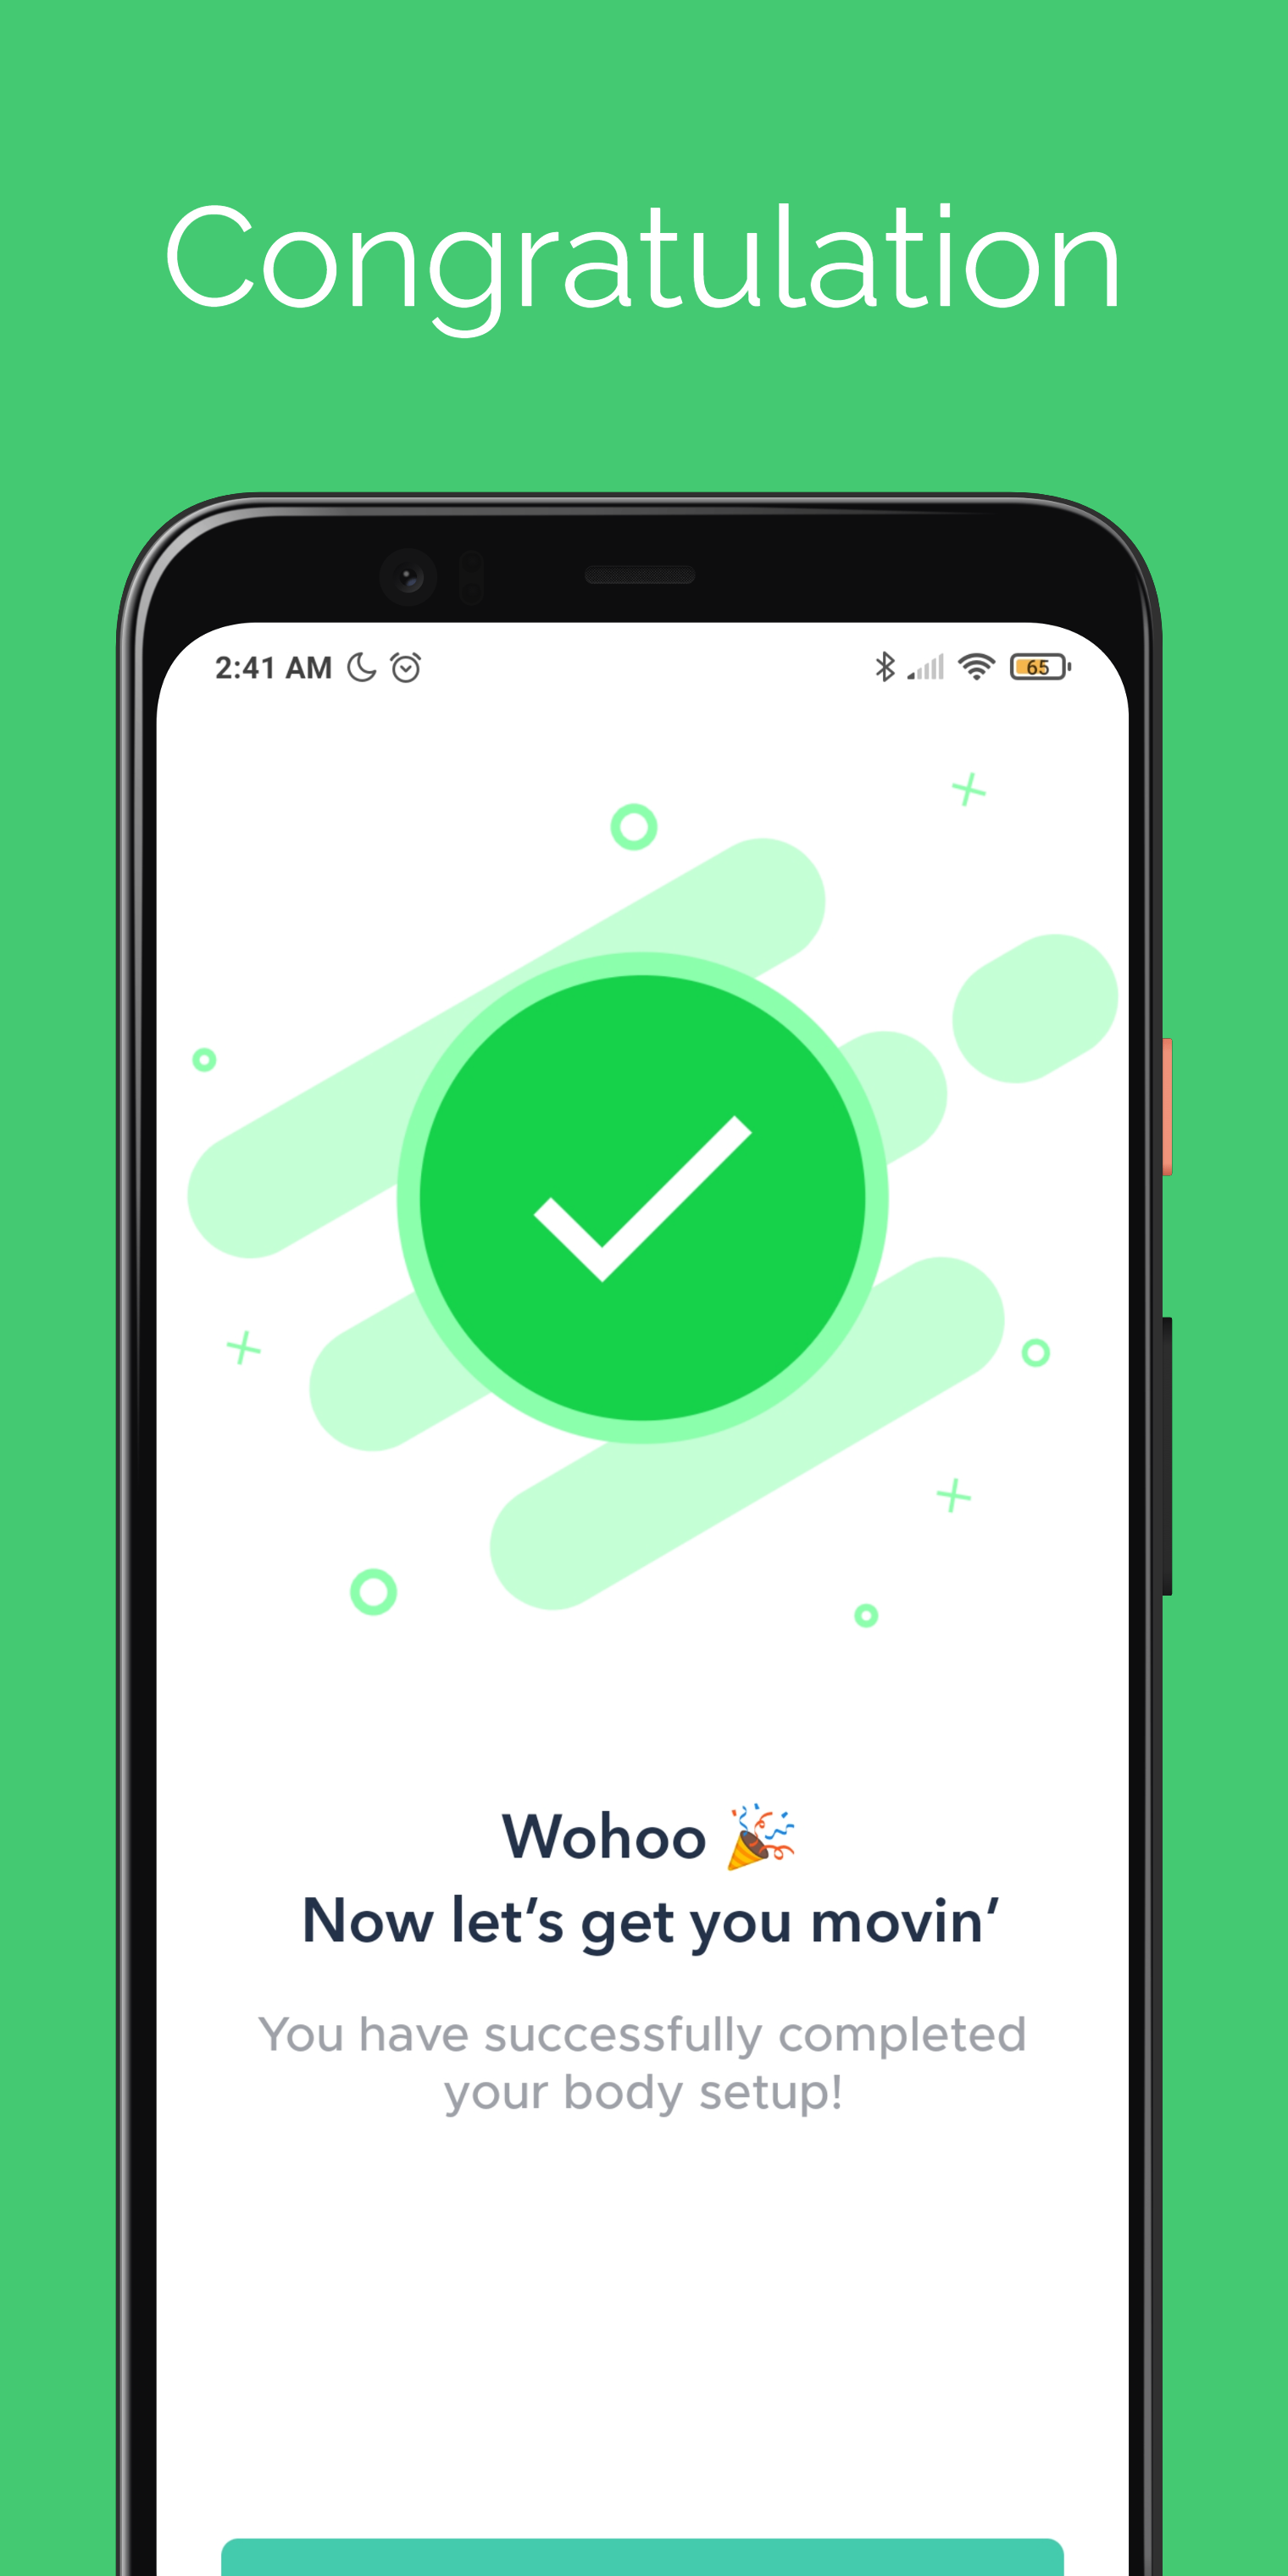 Congratulation
2:41 AM 65
Wohoo 🎉
Now let’s get you movin’
You have successfully completed
your body setup!